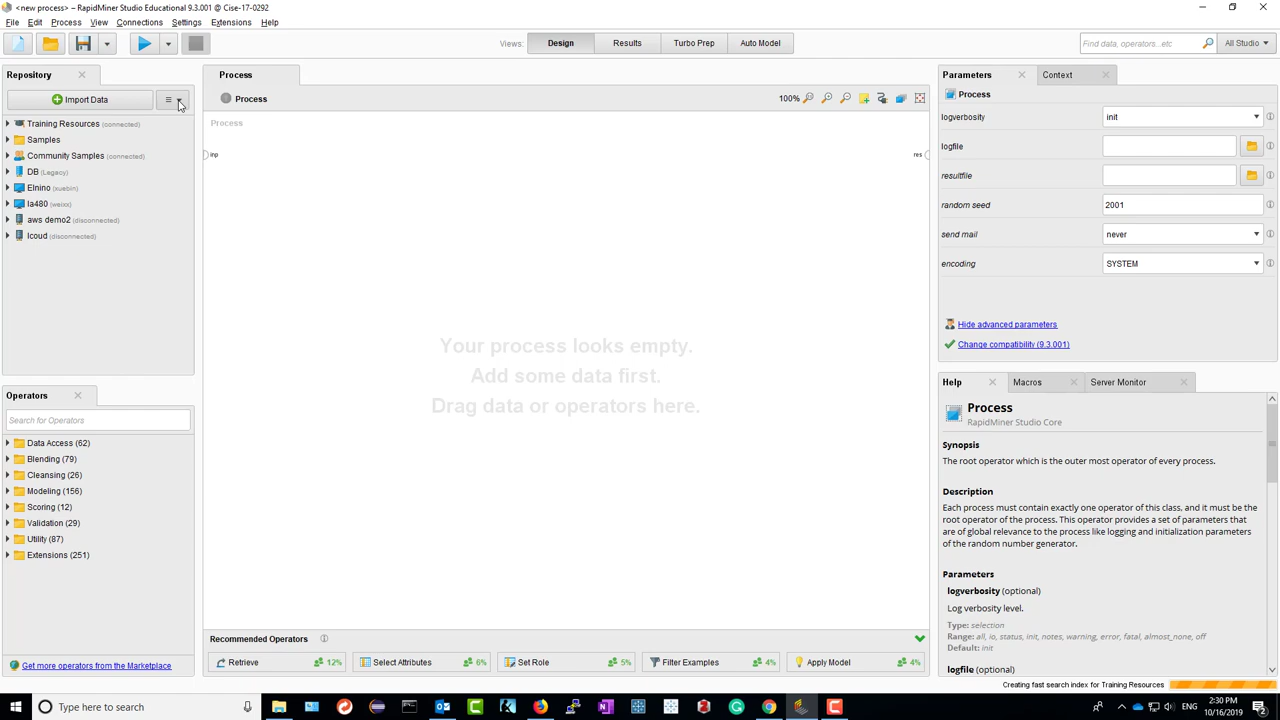 <new process> – RapidMiner Studio Educational 9.3.001 @ Cise-17-0292
File Edit Process View Connections Settings Extensions Help
Views: Design Results Turbo Prep Auto Model
Find data, operators...etc
All Studio
Repository
Import Data
Training Resources (connected)
Samples
Community Samples (connected)
DB (Legacy)
Elnino (xuebin)
la480 (weixx)
aws demo2 (disconnected)
Icoud (disconnected)
Operators
Search for Operators
Data Access (62)
Blending (79)
Cleansing (26)
Modeling (156)
Scoring (12)
Validation (29)
Utility (87)
Extensions (251)
Get more operators from the Marketplace
Process
Process
100%
Process
inp
res
Your process looks empty.
Add some data first.
Drag data or operators here.
Recommended Operators
Retrieve 12%
Select Attributes 6%
Set Role 5%
Filter Examples 4%
Apply Model 4%
Parameters
Context
Process
logverbosity init
logfile
resultfile
random seed 2001
send mail never
encoding SYSTEM
Hide advanced parameters
Change compatibility (9.3.001)
Help
Macros
Server Monitor
Process
RapidMiner Studio Core
Synopsis
The root operator which is the outer most operator of every process.
Description
Each process must contain exactly one operator of this class, and it must be the
root operator of the process. This operator provides a set of parameters that
are of global relevance to the process like logging and initialization parameters
of the random number generator.
Parameters
logverbosity (optional)
Log verbosity level.
Type: selection
Range: all, io, status, init, notes, warning, error, fatal, almost_none, off
Default: init
logfile (optional)
Creating fast search index for Training Resources
Type here to search
2:30 PM
10/16/2019